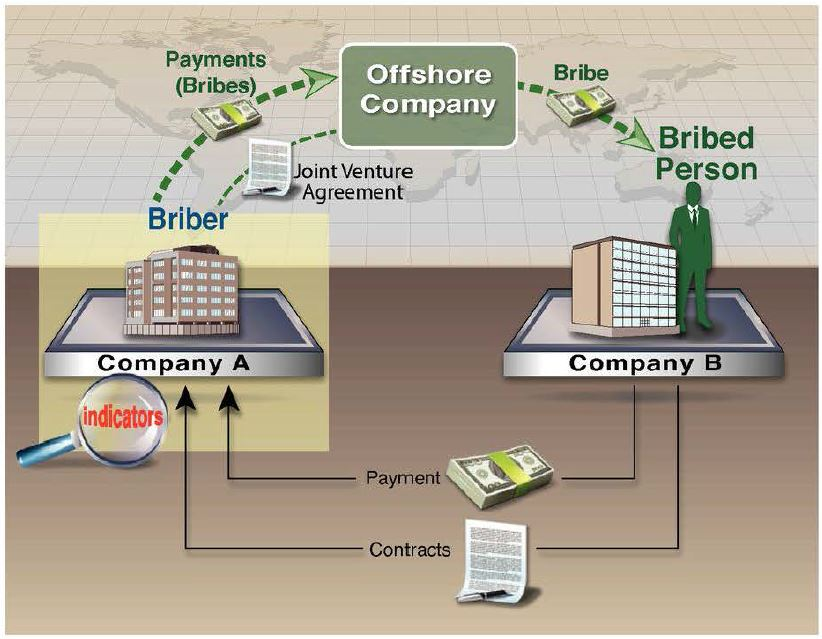 Payments
(Bribes)
Offshore
Company
Bribe
Bribed
Person
Joint Venture
Agreement
Briber
Company A
Company B
indicators
Payment
Contracts